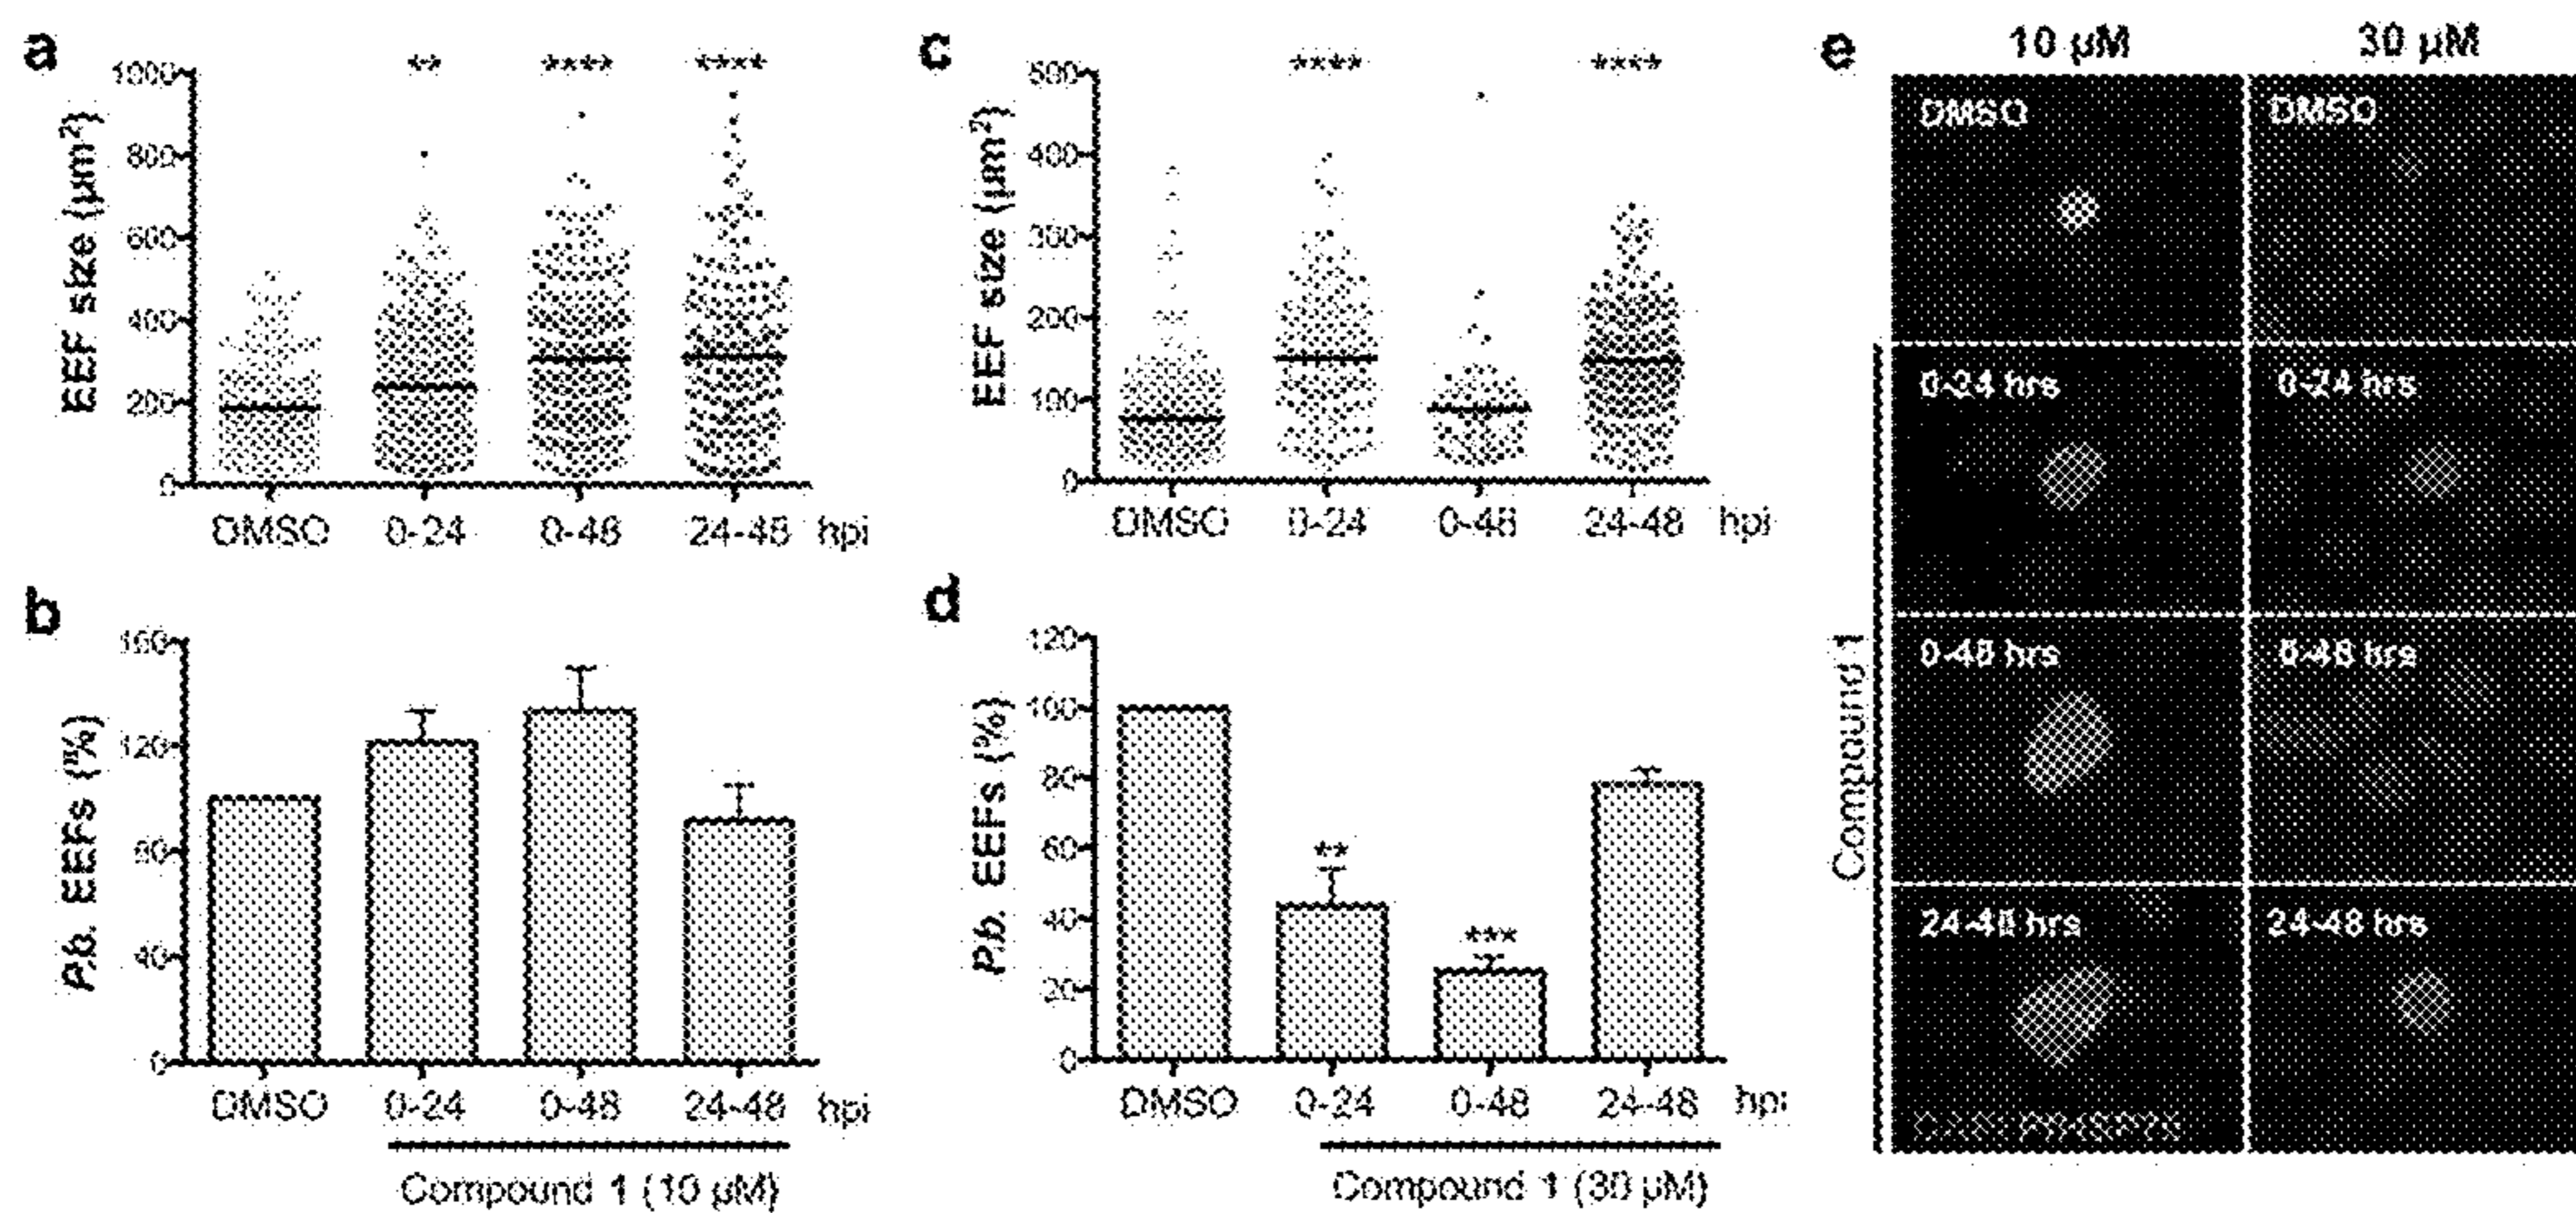 a
EEF size (µm²)
1000
800
600
400
200
0
** **** ****
DMSO 0-24 0-48 24-48 hpi
b
P.b. EEFs (%)
160
120
80
40
0
DMSO 0-24 0-48 24-48 hpi
Compound 1 (10 µM)
c
EEF size (µm²)
500
400
300
200
100
0
**** ****
DMSO 0-24 0-48 24-48 hpi
d
P.b. EEFs (%)
120
100
80
60
40
20
0
**
***
DMSO 0-24 0-48 24-48 hpi
Compound 1 (30 µM)
e
10 µM 30 µM
DMSO DMSO
0-24 hrs 0-24 hrs
0-48 hrs 0-48 hrs
24-48 hrs 24-48 hrs
Compound 1